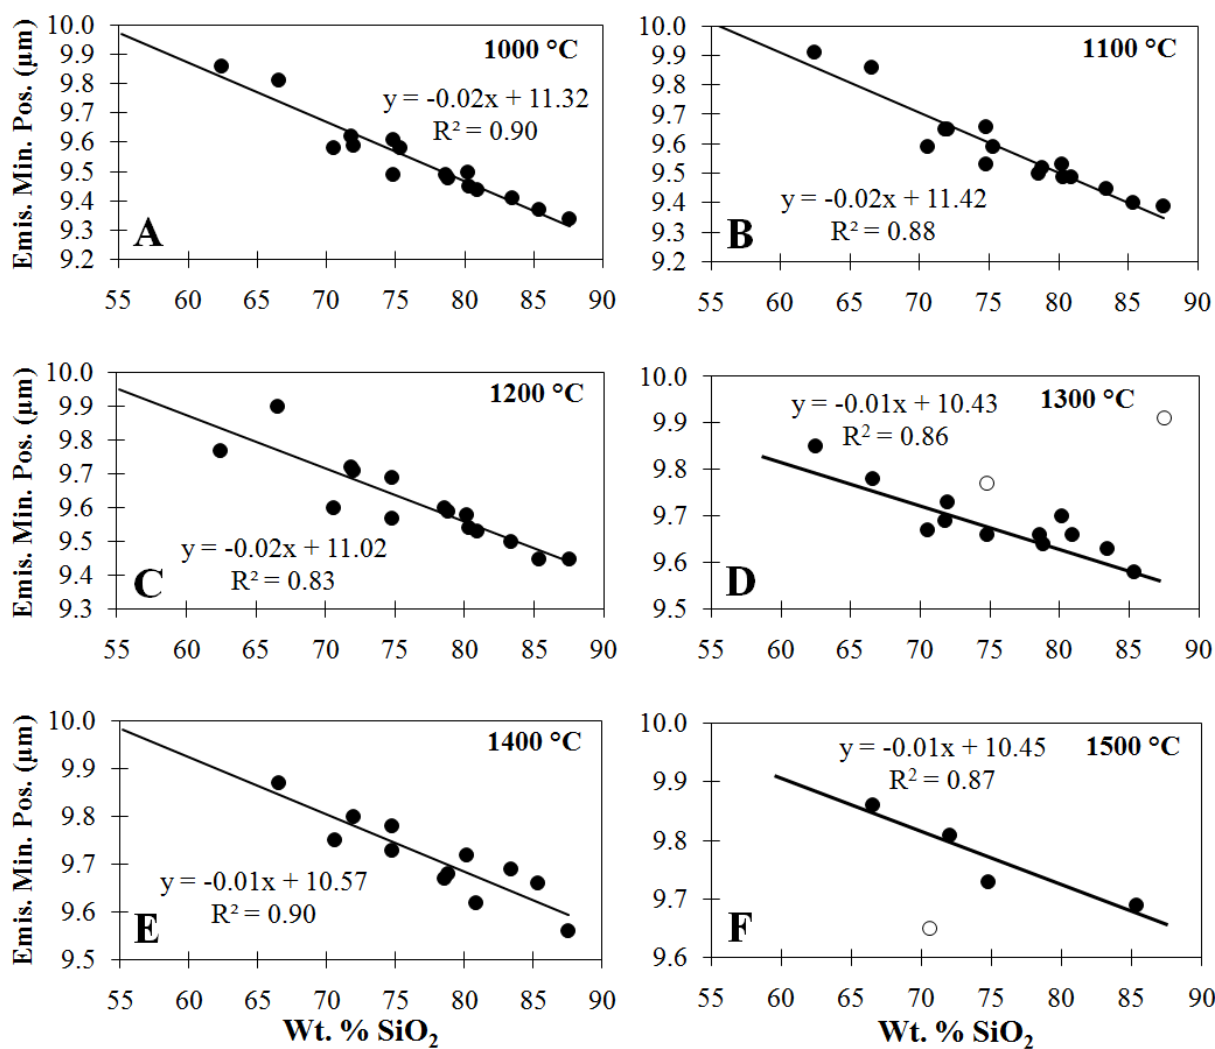 Emis. Min. Pos. (µm)
10.0
9.9
9.8
9.7
9.6
9.5
9.4
9.3
9.2
1000 °C
y = -0.02x + 11.32
R² = 0.90
A
55 60 65 70 75 80 85 90
10.0
9.9
9.8
9.7
9.6
9.5
9.4
9.3
9.2
1100 °C
y = -0.02x + 11.42
R² = 0.88
B
55 60 65 70 75 80 85 90
Emis. Min. Pos. (µm)
10.0
9.9
9.8
9.7
9.6
9.5
9.4
9.3
1200 °C
y = -0.02x + 11.02
R² = 0.83
C
55 60 65 70 75 80 85 90
10.0
9.9
9.8
9.7
9.6
9.5
y = -0.01x + 10.43
R² = 0.86
1300 °C
D
55 60 65 70 75 80 85 90
Emis. Min. Pos. (µm)
10.0
9.9
9.8
9.7
9.6
9.5
1400 °C
y = -0.01x + 10.57
R² = 0.90
E
55 60 65 70 75 80 85 90
Wt. % SiO₂
10.0
9.9
9.8
9.7
9.6
y = -0.01x + 10.45
R² = 0.87
1500 °C
F
55 60 65 70 75 80 85 90
Wt. % SiO₂